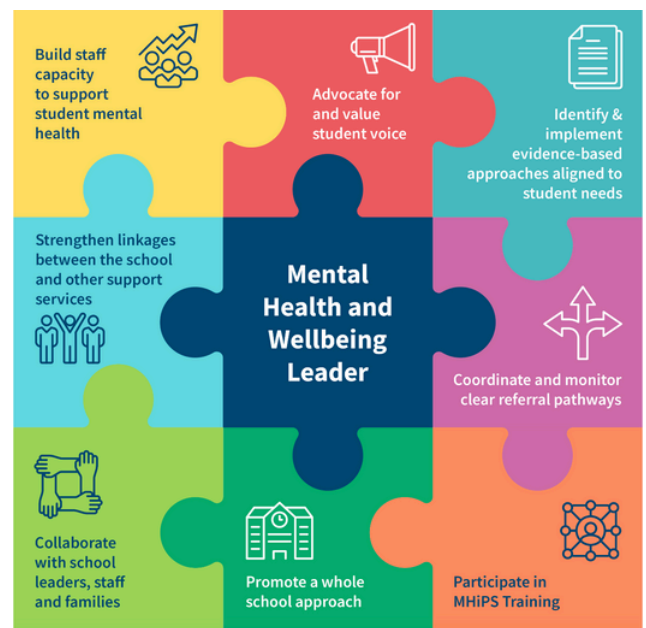 Build staff
capacity
to support
student mental
health
Advocate for
and value
student voice
Identify &
implement
evidence-based
approaches aligned to
student needs
Strengthen linkages
between the school
and other support
services
Mental
Health and
Wellbeing
Leader
Coordinate and monitor
clear referral pathways
Collaborate
with school
leaders, staff
and families
Promote a whole
school approach
Participate in
MHiPS Training